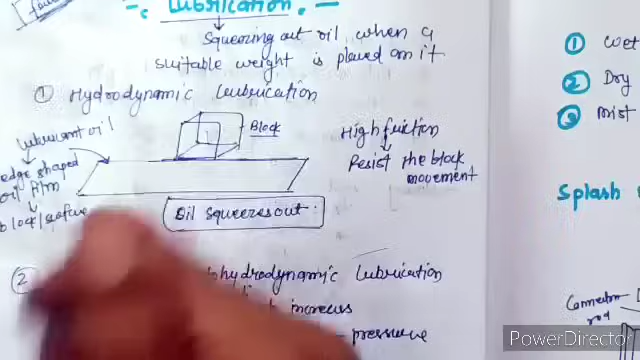 Lubrication.
Squeezing out oil, when a
suitable weight is placed on it
① Hydrodynamic Lubrication
lubricant oil
edge shaped
oil film
Block
High friction
Resist the block
movement
Oil squeezes out
②
hydrodynamic Lubrication
pressure
① Wet
② Dry
③ Mist
Splash
Connection
rod
PowerDirector